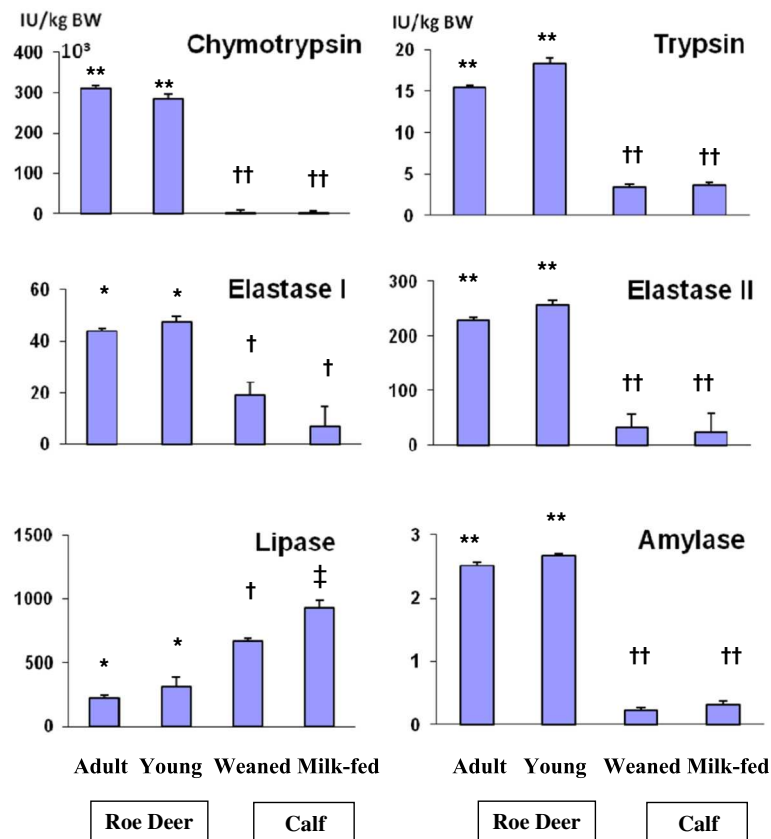 IU/kg BW
Chymotrypsin
400 10³
300
200
100
0
** ** †† ††
IU/kg BW
Trypsin
20
15
10
5
0
** ** †† ††
Elastase I
60
40
20
0
* * † †
Elastase II
300
200
100
0
** ** †† ††
Lipase
1500
1000
500
0
* * † ‡
Amylase
3
2
1
0
** ** †† ††
Adult Young Weaned Milk-fed
Roe Deer Calf
Adult Young Weaned Milk-fed
Roe Deer Calf